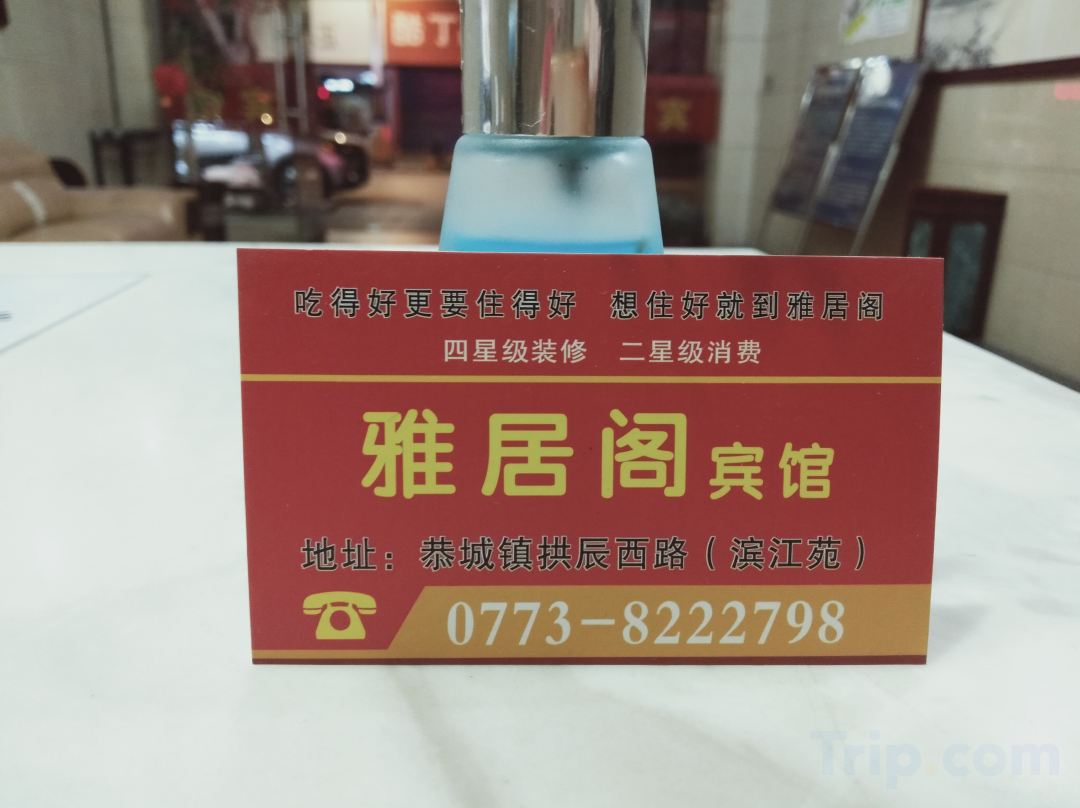 酷丁
吃得好更要住得好 想住好就到雅居阁
四星级装修 二星级消费
雅居阁宾馆
地址：恭城镇拱辰西路（滨江苑）
0773-8222798
Trip.com